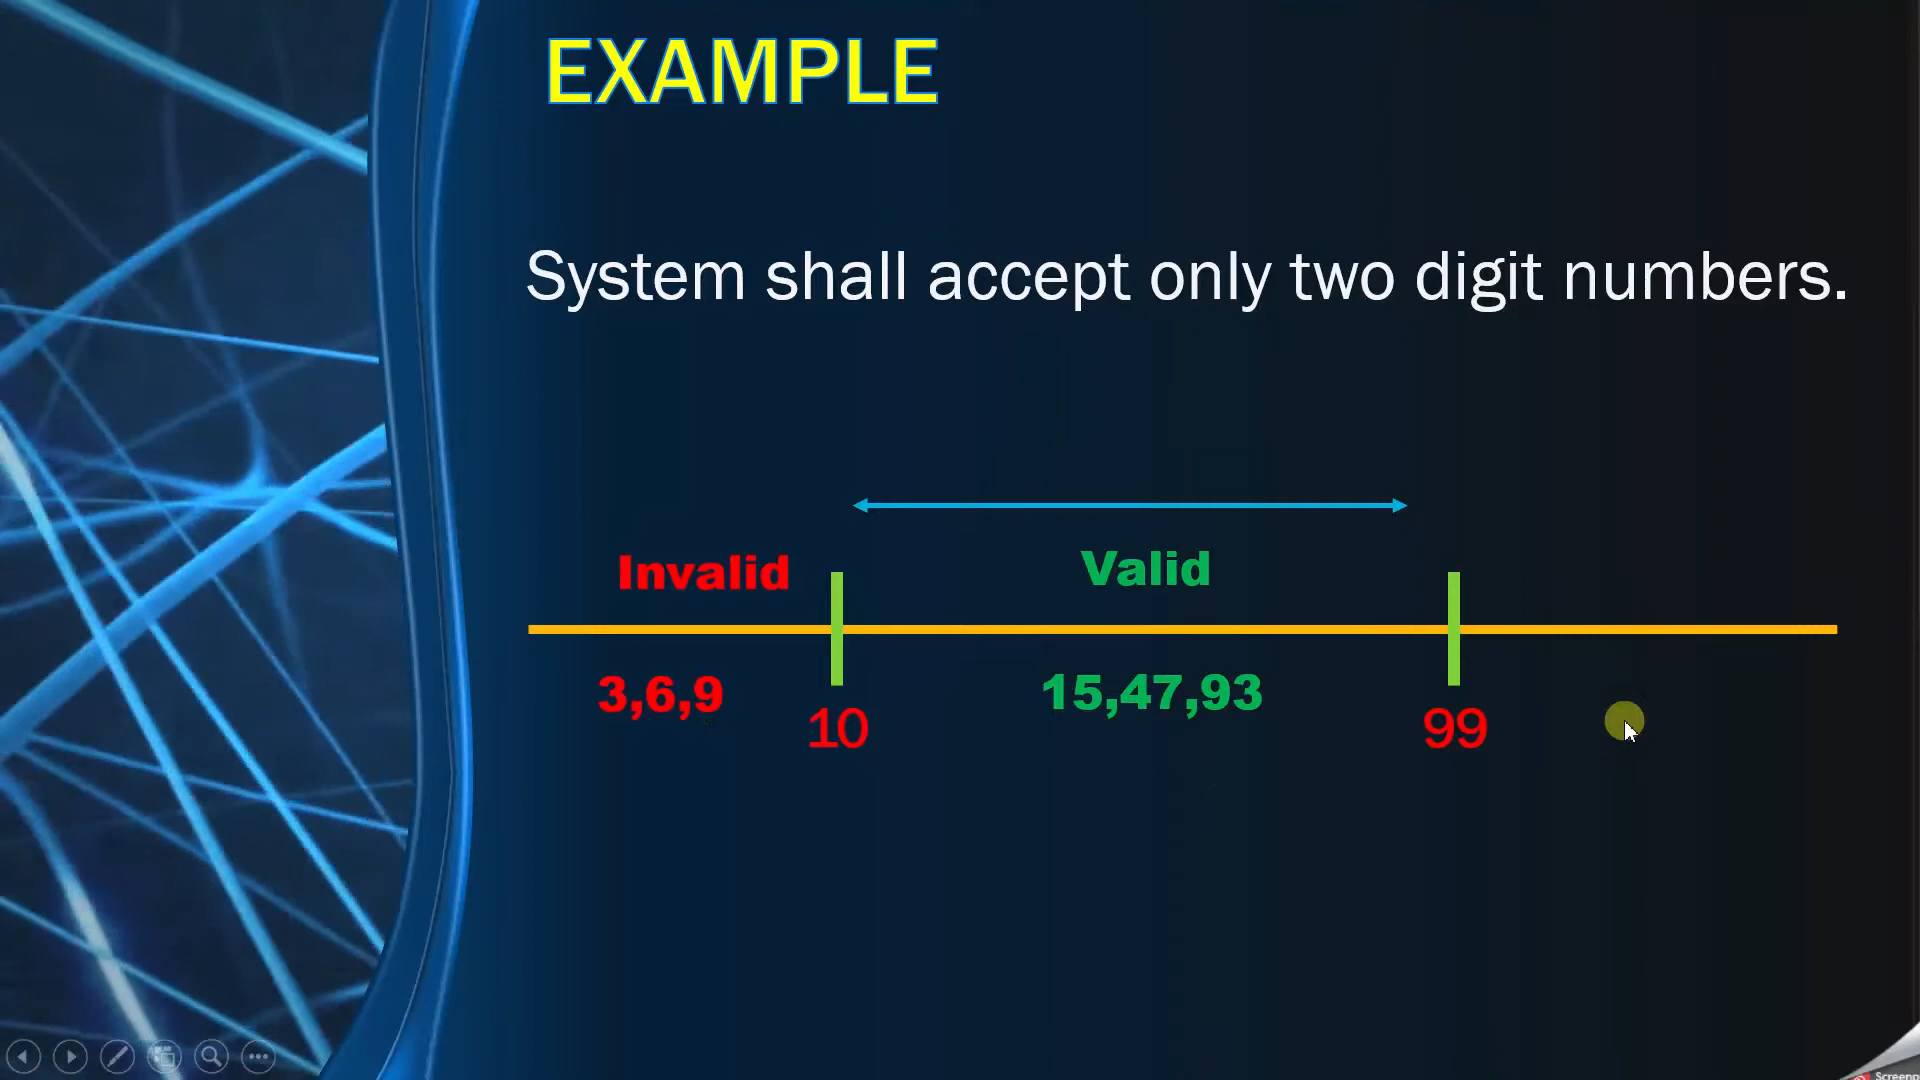 EXAMPLE
System shall accept only two digit numbers.
Invalid
Valid
3,6,9
15,47,93
10
99